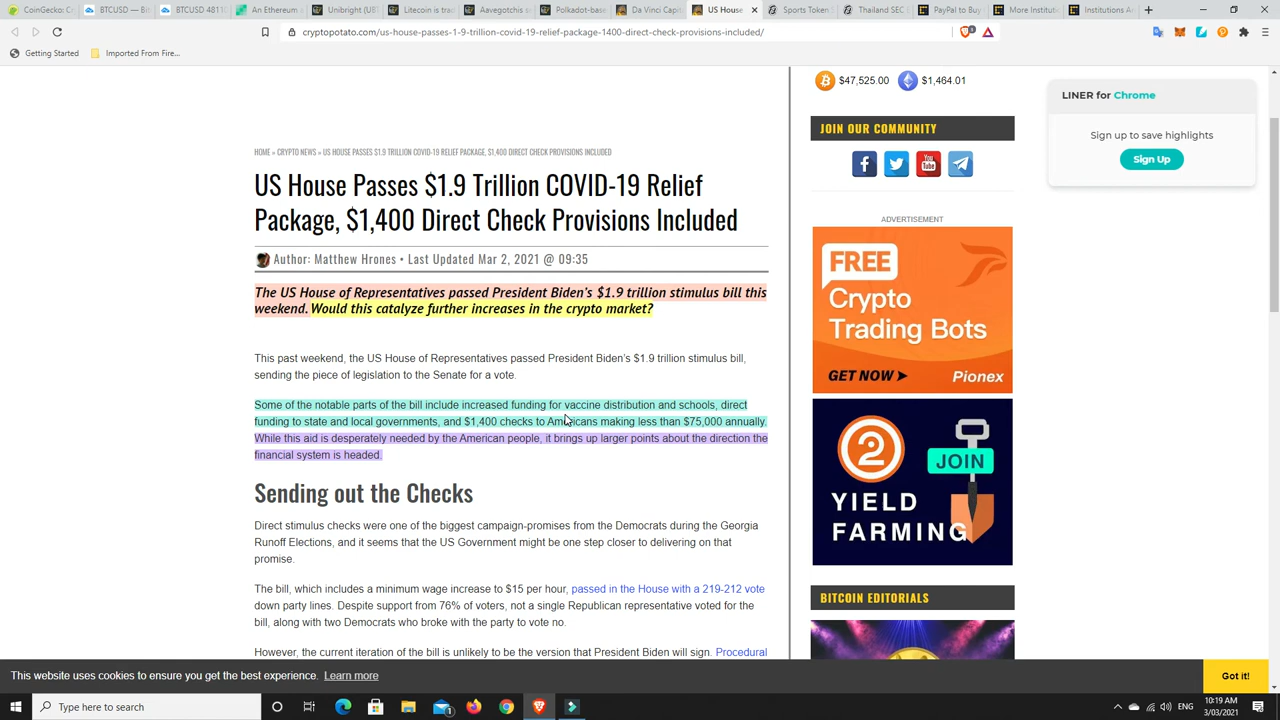 CoinGecko: Cr
BTCUSD — Bi
BTCUSD 4811
An Ethereum s
Unibright (UB
Litecoin is trad
Aavegotchi's s
Polkadot-base
Da Vinci Capit
US House
Sports Token S
Thailand SEC B
PayPal to Buy
More Institutio
Institutions Ar
cryptopotato.com/us-house-passes-1-9-trillion-covid-19-relief-package-1400-direct-check-provisions-included/
Getting Started
Imported From Fire...
$47,525.00
$1,464.01
LINER for Chrome
Sign up to save highlights
Sign Up
JOIN OUR COMMUNITY
HOME » CRYPTO NEWS » US HOUSE PASSES $1.9 TRILLION COVID-19 RELIEF PACKAGE, $1,400 DIRECT CHECK PROVISIONS INCLUDED
US House Passes $1.9 Trillion COVID-19 Relief
Package, $1,400 Direct Check Provisions Included
Author: Matthew Hrones • Last Updated Mar 2, 2021 @ 09:35
The US House of Representatives passed President Biden's $1.9 trillion stimulus bill this
weekend. Would this catalyze further increases in the crypto market?
This past weekend, the US House of Representatives passed President Biden's $1.9 trillion stimulus bill,
sending the piece of legislation to the Senate for a vote.
Some of the notable parts of the bill include increased funding for vaccine distribution and schools, direct
funding to state and local governments, and $1,400 checks to Americans making less than $75,000 annually.
While this aid is desperately needed by the American people, it brings up larger points about the direction the
financial system is headed.
Sending out the Checks
Direct stimulus checks were one of the biggest campaign-promises from the Democrats during the Georgia
Runoff Elections, and it seems that the US Government might be one step closer to delivering on that
promise.
The bill, which includes a minimum wage increase to $15 per hour, passed in the House with a 219-212 vote
down party lines. Despite support from 76% of voters, not a single Republican representative voted for the
bill, along with two Democrats who broke with the party to vote no.
However, the current iteration of the bill is unlikely to be the version that President Biden will sign. Procedural
ADVERTISEMENT
FREE
Crypto
Trading Bots
GET NOW
Pionex
2
JOIN
YIELD
FARMING
BITCOIN EDITORIALS
This website uses cookies to ensure you get the best experience. Learn more
Got it!
Type here to search
ENG
10:19 AM
3/03/2021